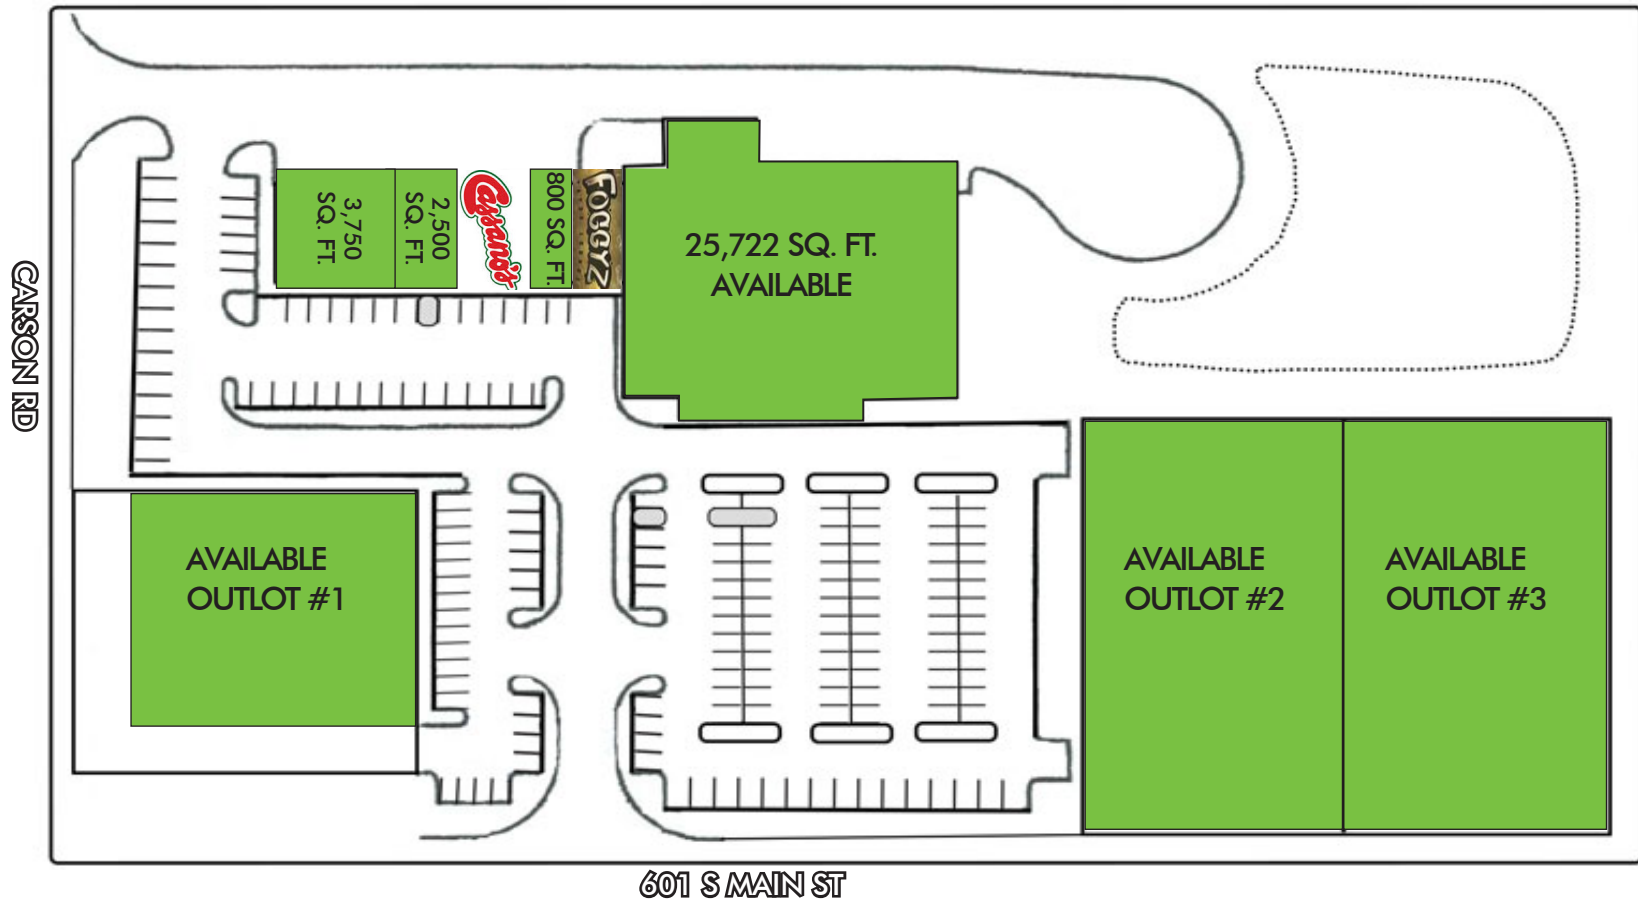 3,750
SQ. FT.
2,500
SQ. FT.
Cassano's
800 SQ. FT.
FOGGYZ
25,722 SQ. FT.
AVAILABLE
CARSON RD
AVAILABLE
OUTLOT #1
AVAILABLE
OUTLOT #2
AVAILABLE
OUTLOT #3
601 S MAIN ST